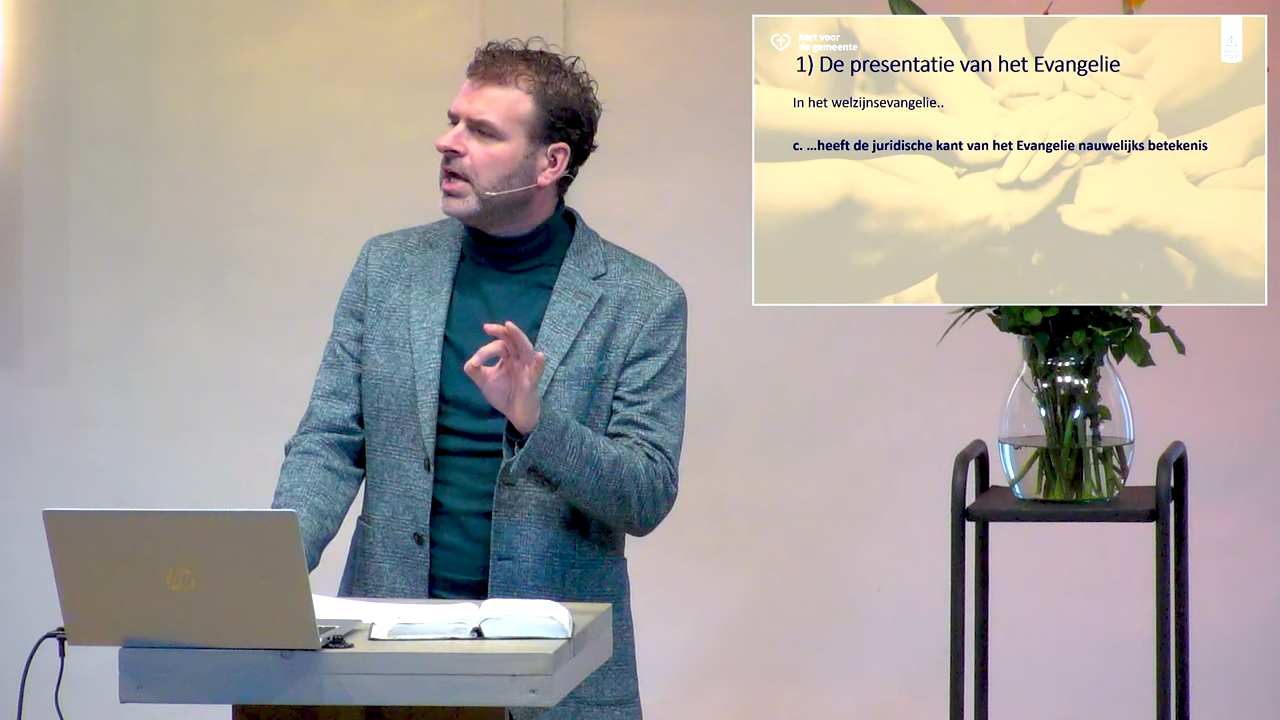 hart voor
de gemeente
1) De presentatie van het Evangelie
In het welzijnsevangelie..
c. ...heeft de juridische kant van het Evangelie nauwelijks betekenis
hp